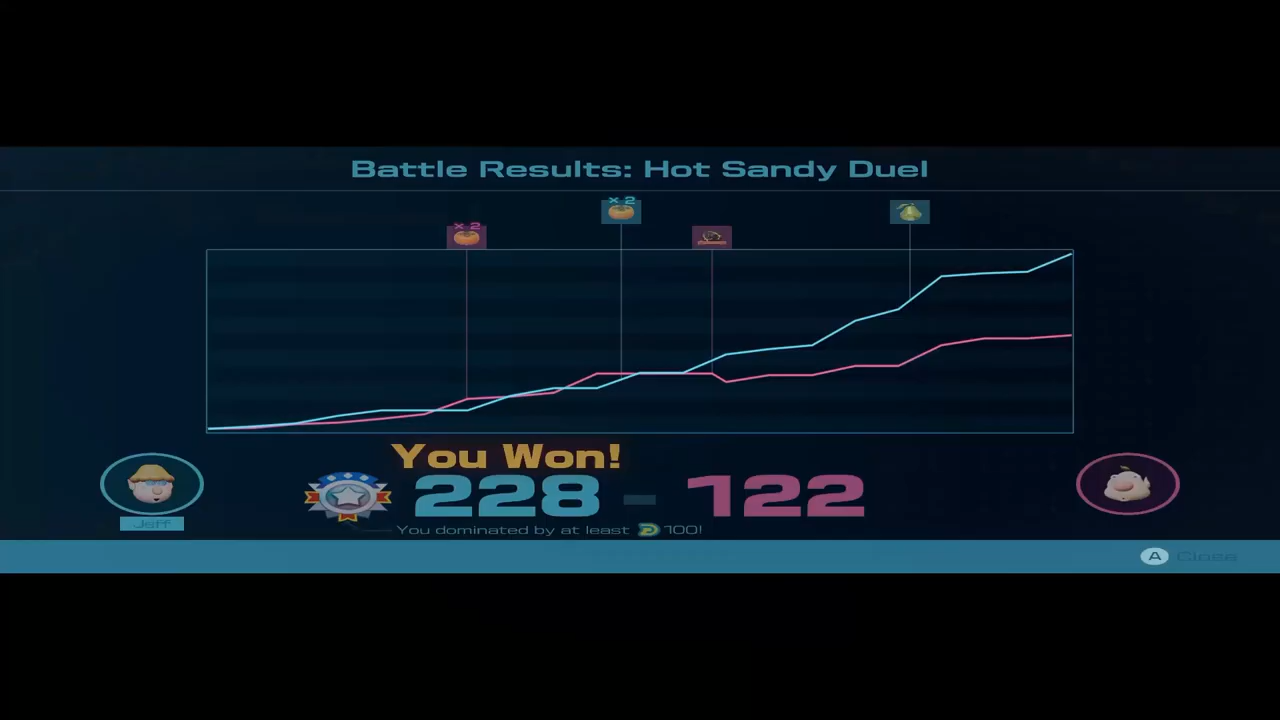 Battle Results: Hot Sandy Duel
× 2
× 2
You Won!
228 - 122
You dominated by at least 100!
Jeff
A Close